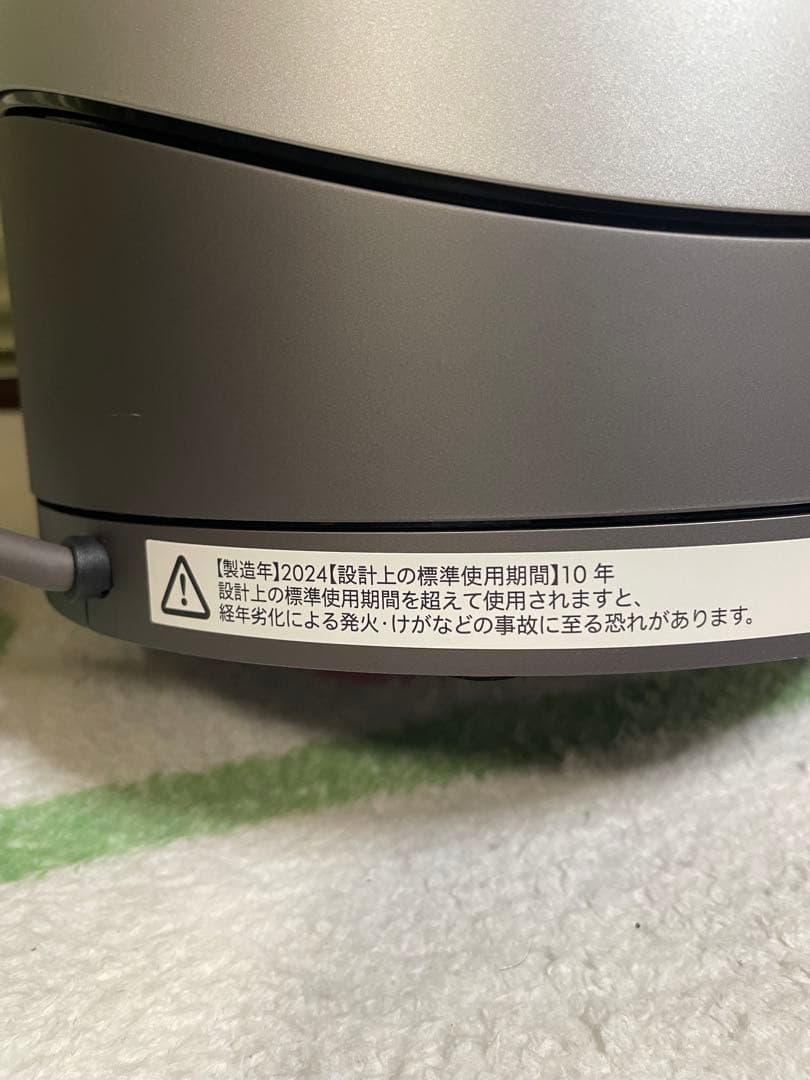 【製造年】2024【設計上の標準使用期間】10 年
設計上の標準使用期間を超えて使用されますと、
経年劣化による発火・けがなどの事故に至る恐れがあります。